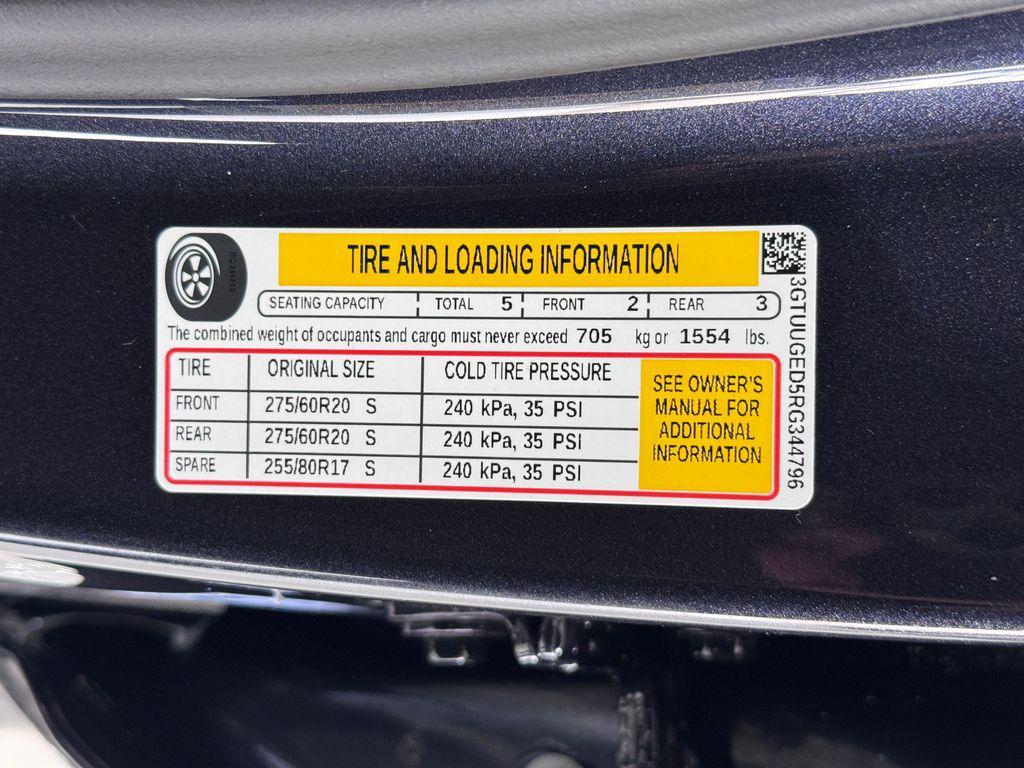 TIRE AND LOADING INFORMATION
SEATING CAPACITY TOTAL 5 FRONT 2 REAR 3
The combined weight of occupants and cargo must never exceed 705 kg or 1554 lbs.
TIRE ORIGINAL SIZE COLD TIRE PRESSURE
FRONT 275/60R20 S 240 kPa, 35 PSI
REAR 275/60R20 S 240 kPa, 35 PSI
SPARE 255/80R17 S 240 kPa, 35 PSI
SEE OWNER'S
MANUAL FOR
ADDITIONAL
INFORMATION
3GTUUGED5RG344796
RG344796